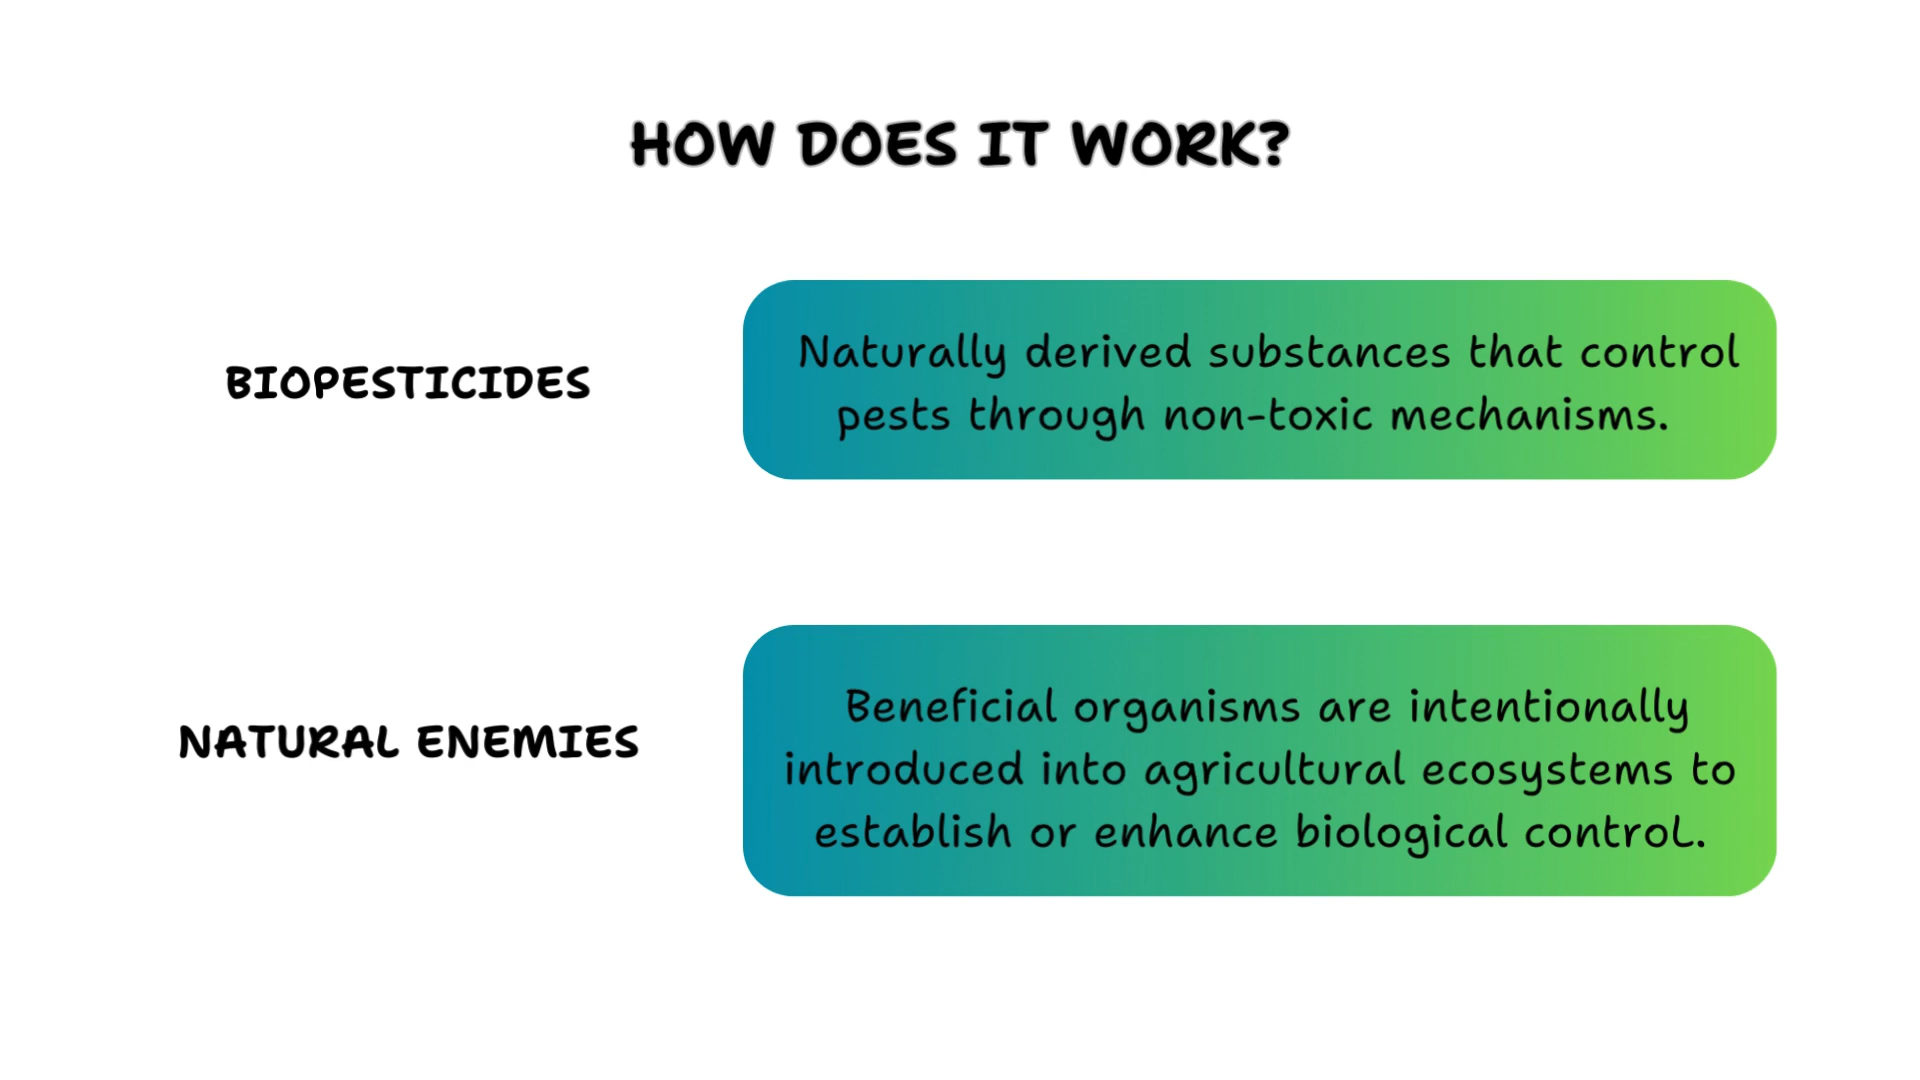 HOW DOES IT WORK?
BIOPESTICIDES
Naturally derived substances that control
pests through non-toxic mechanisms.
NATURAL ENEMIES
Beneficial organisms are intentionally
introduced into agricultural ecosystems to
establish or enhance biological controL.